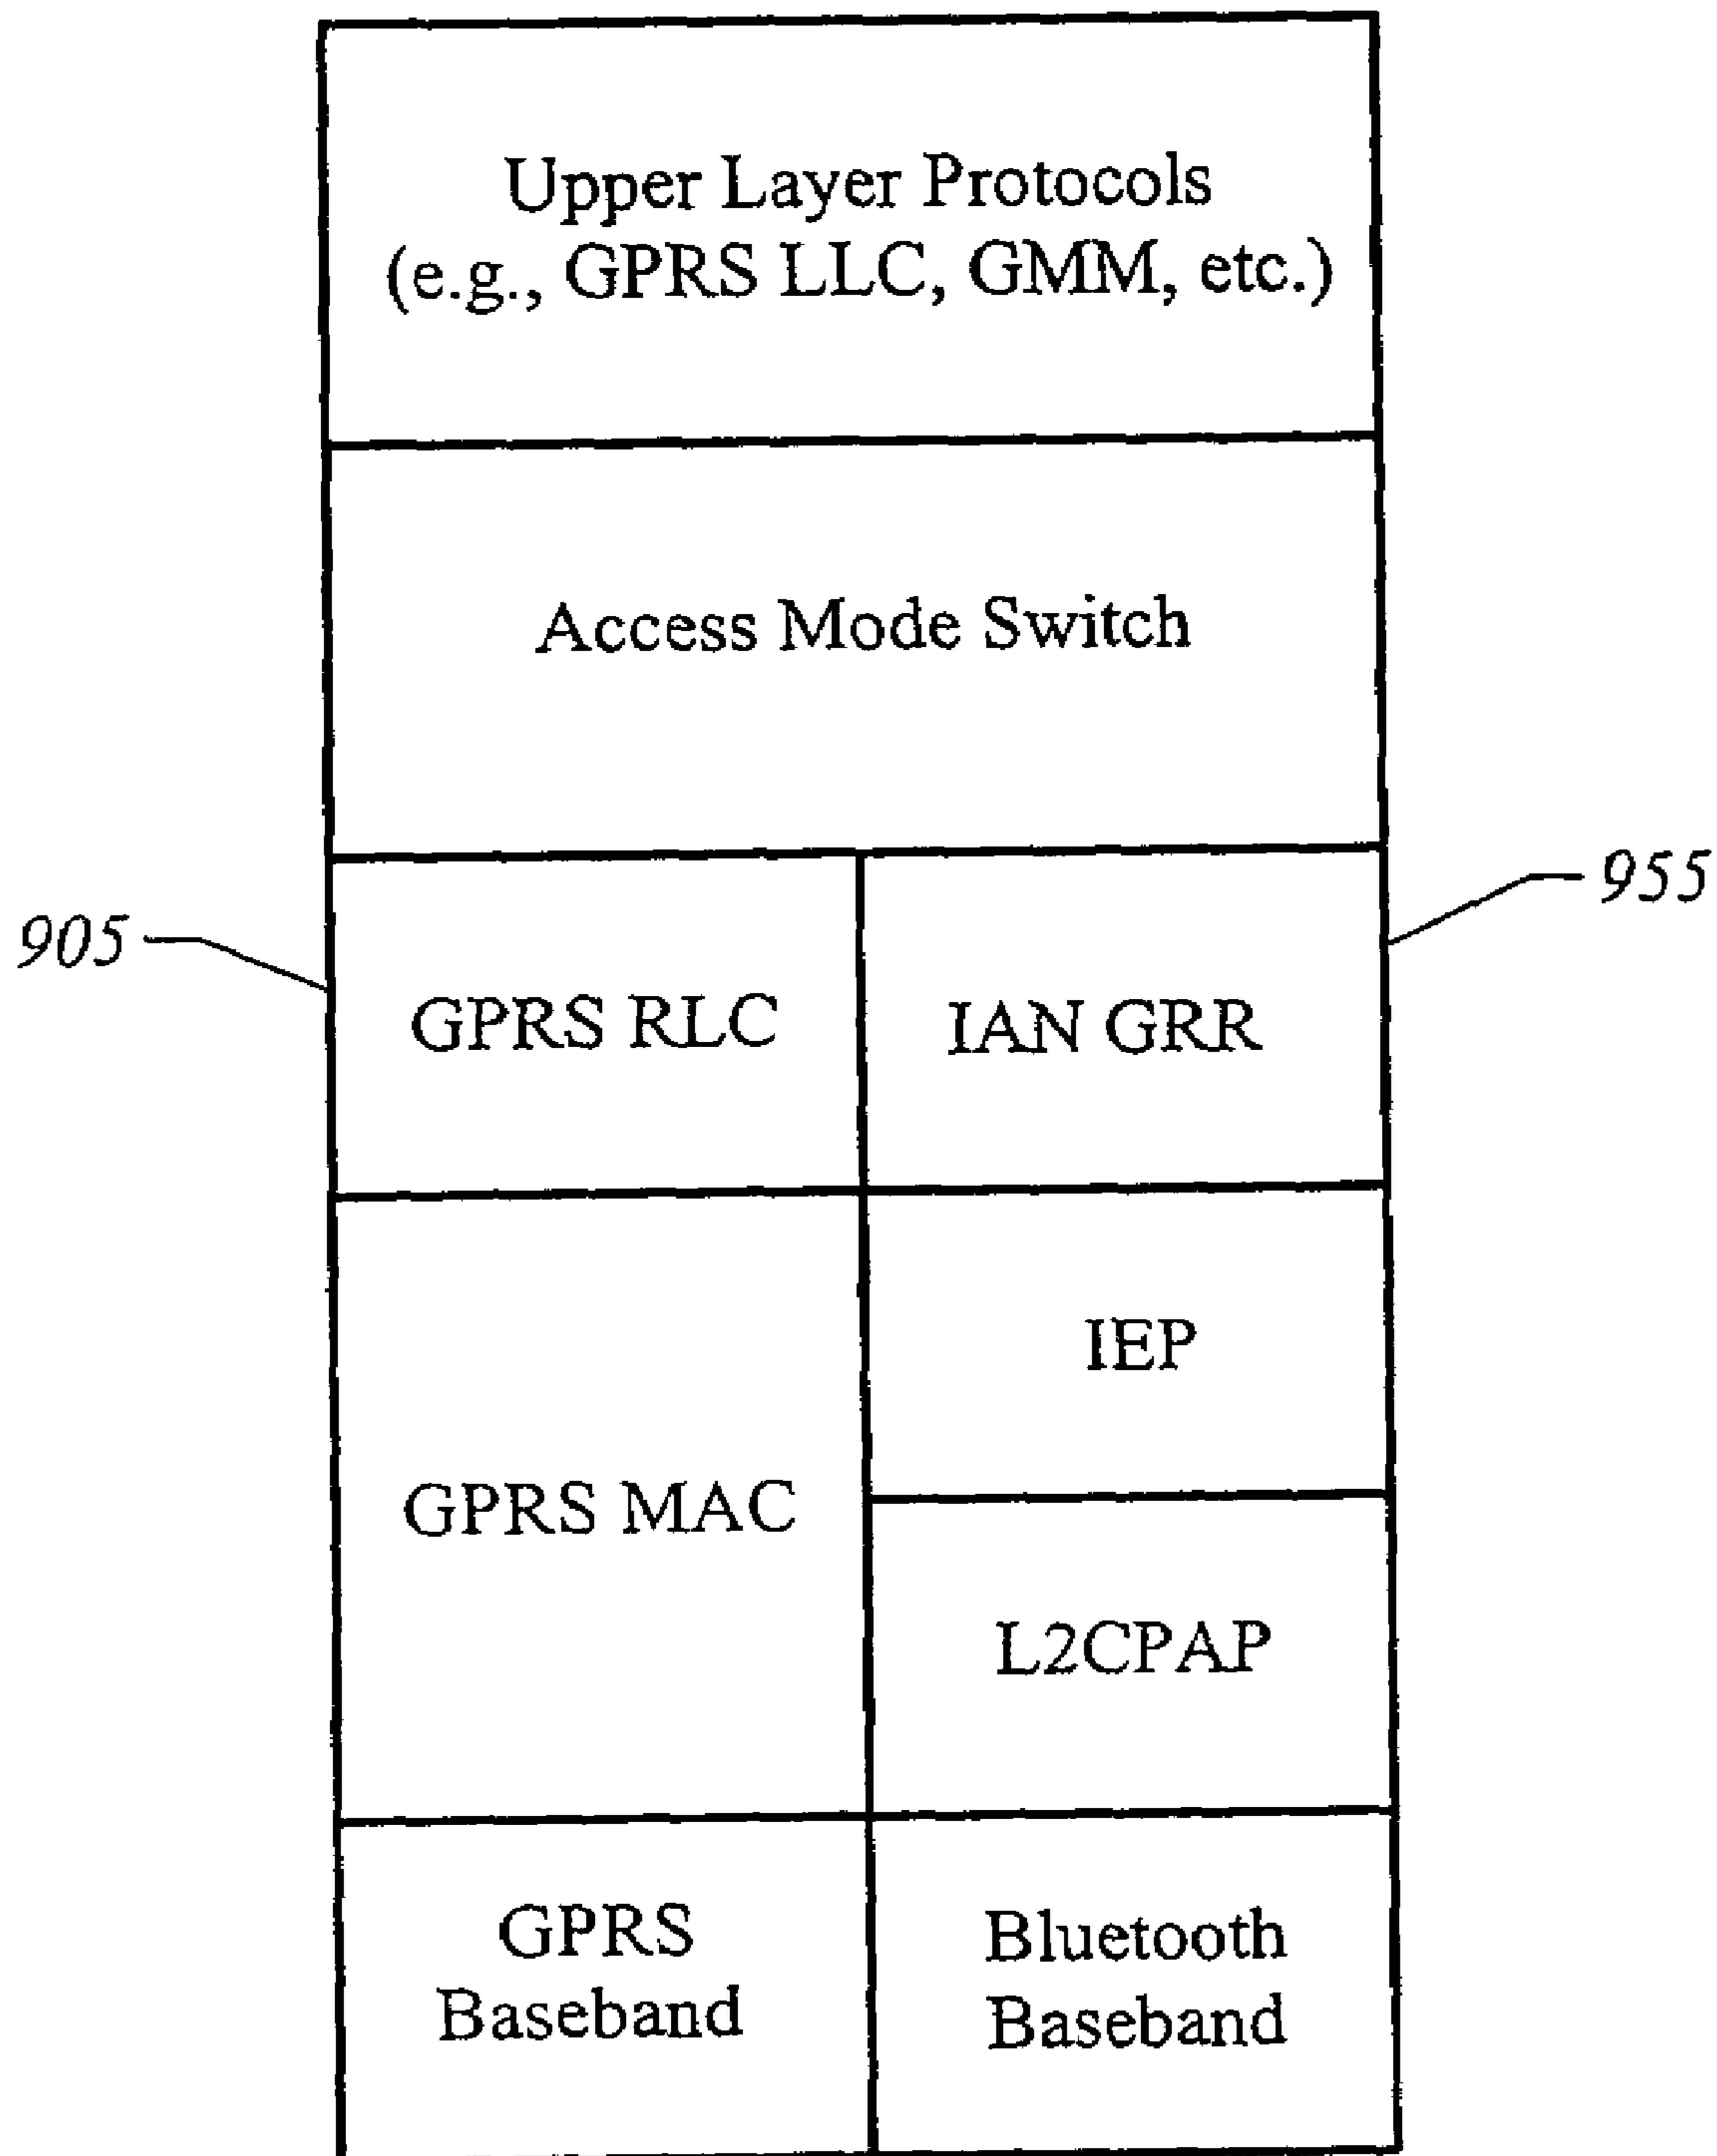 Upper Layer Protocols
(e.g., GPRS LLC, GMM, etc.)
Access Mode Switch
905
955
GPRS RLC
IAN GRR
IEP
GPRS MAC
L2CPAP
GPRS
Baseband
Bluetooth
Baseband